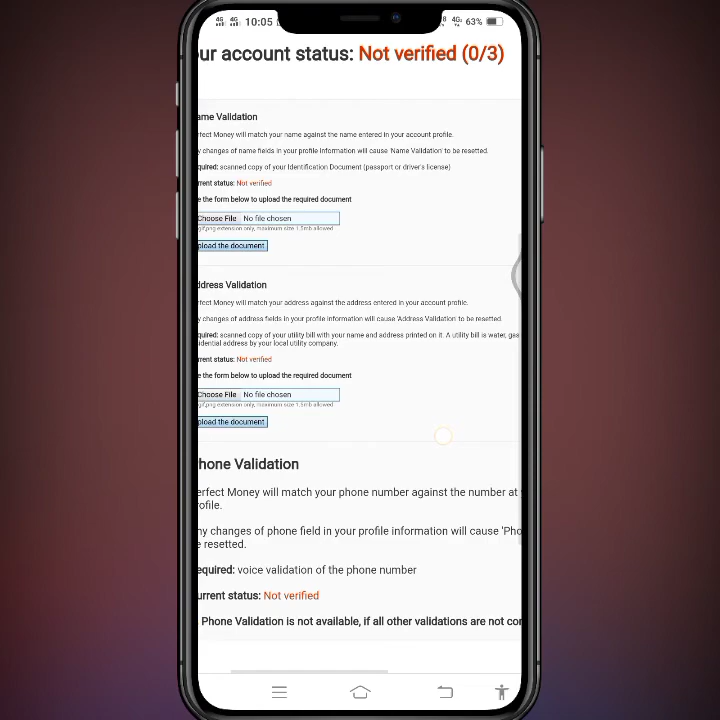 4G 4G 10:05 4G 63%
ur account status: Not verified (0/3)
ame Validation
rfect Money will match your name against the name entered in your account profile.
y changes of name fields in your profile information will cause 'Name Validation' to be resetted.
quired: scanned copy of your Identification Document (passport or driver's license)
rrent status: Not verified
e the form below to upload the required document
Choose File No file chosen
gif,png extension only, maximum size 1.5mb allowed
pload the document
ddress Validation
rfect Money will match your address against the address entered in your account profile.
y changes of address fields in your profile information will cause 'Address Validation' to be resetted.
quired: scanned copy of your utility bill with your name and address printed on it. A utility bill is water, gas
idential address by your local utility company.
rrent status: Not verified
e the form below to upload the required document
Choose File No file chosen
gif,png extension only, maximum size 1.5mb allowed
pload the document
hone Validation
erfect Money will match your phone number against the number at
ofile.
ny changes of phone field in your profile information will cause 'Pho
e resetted.
equired: voice validation of the phone number
urrent status: Not verified
Phone Validation is not available, if all other validations are not con